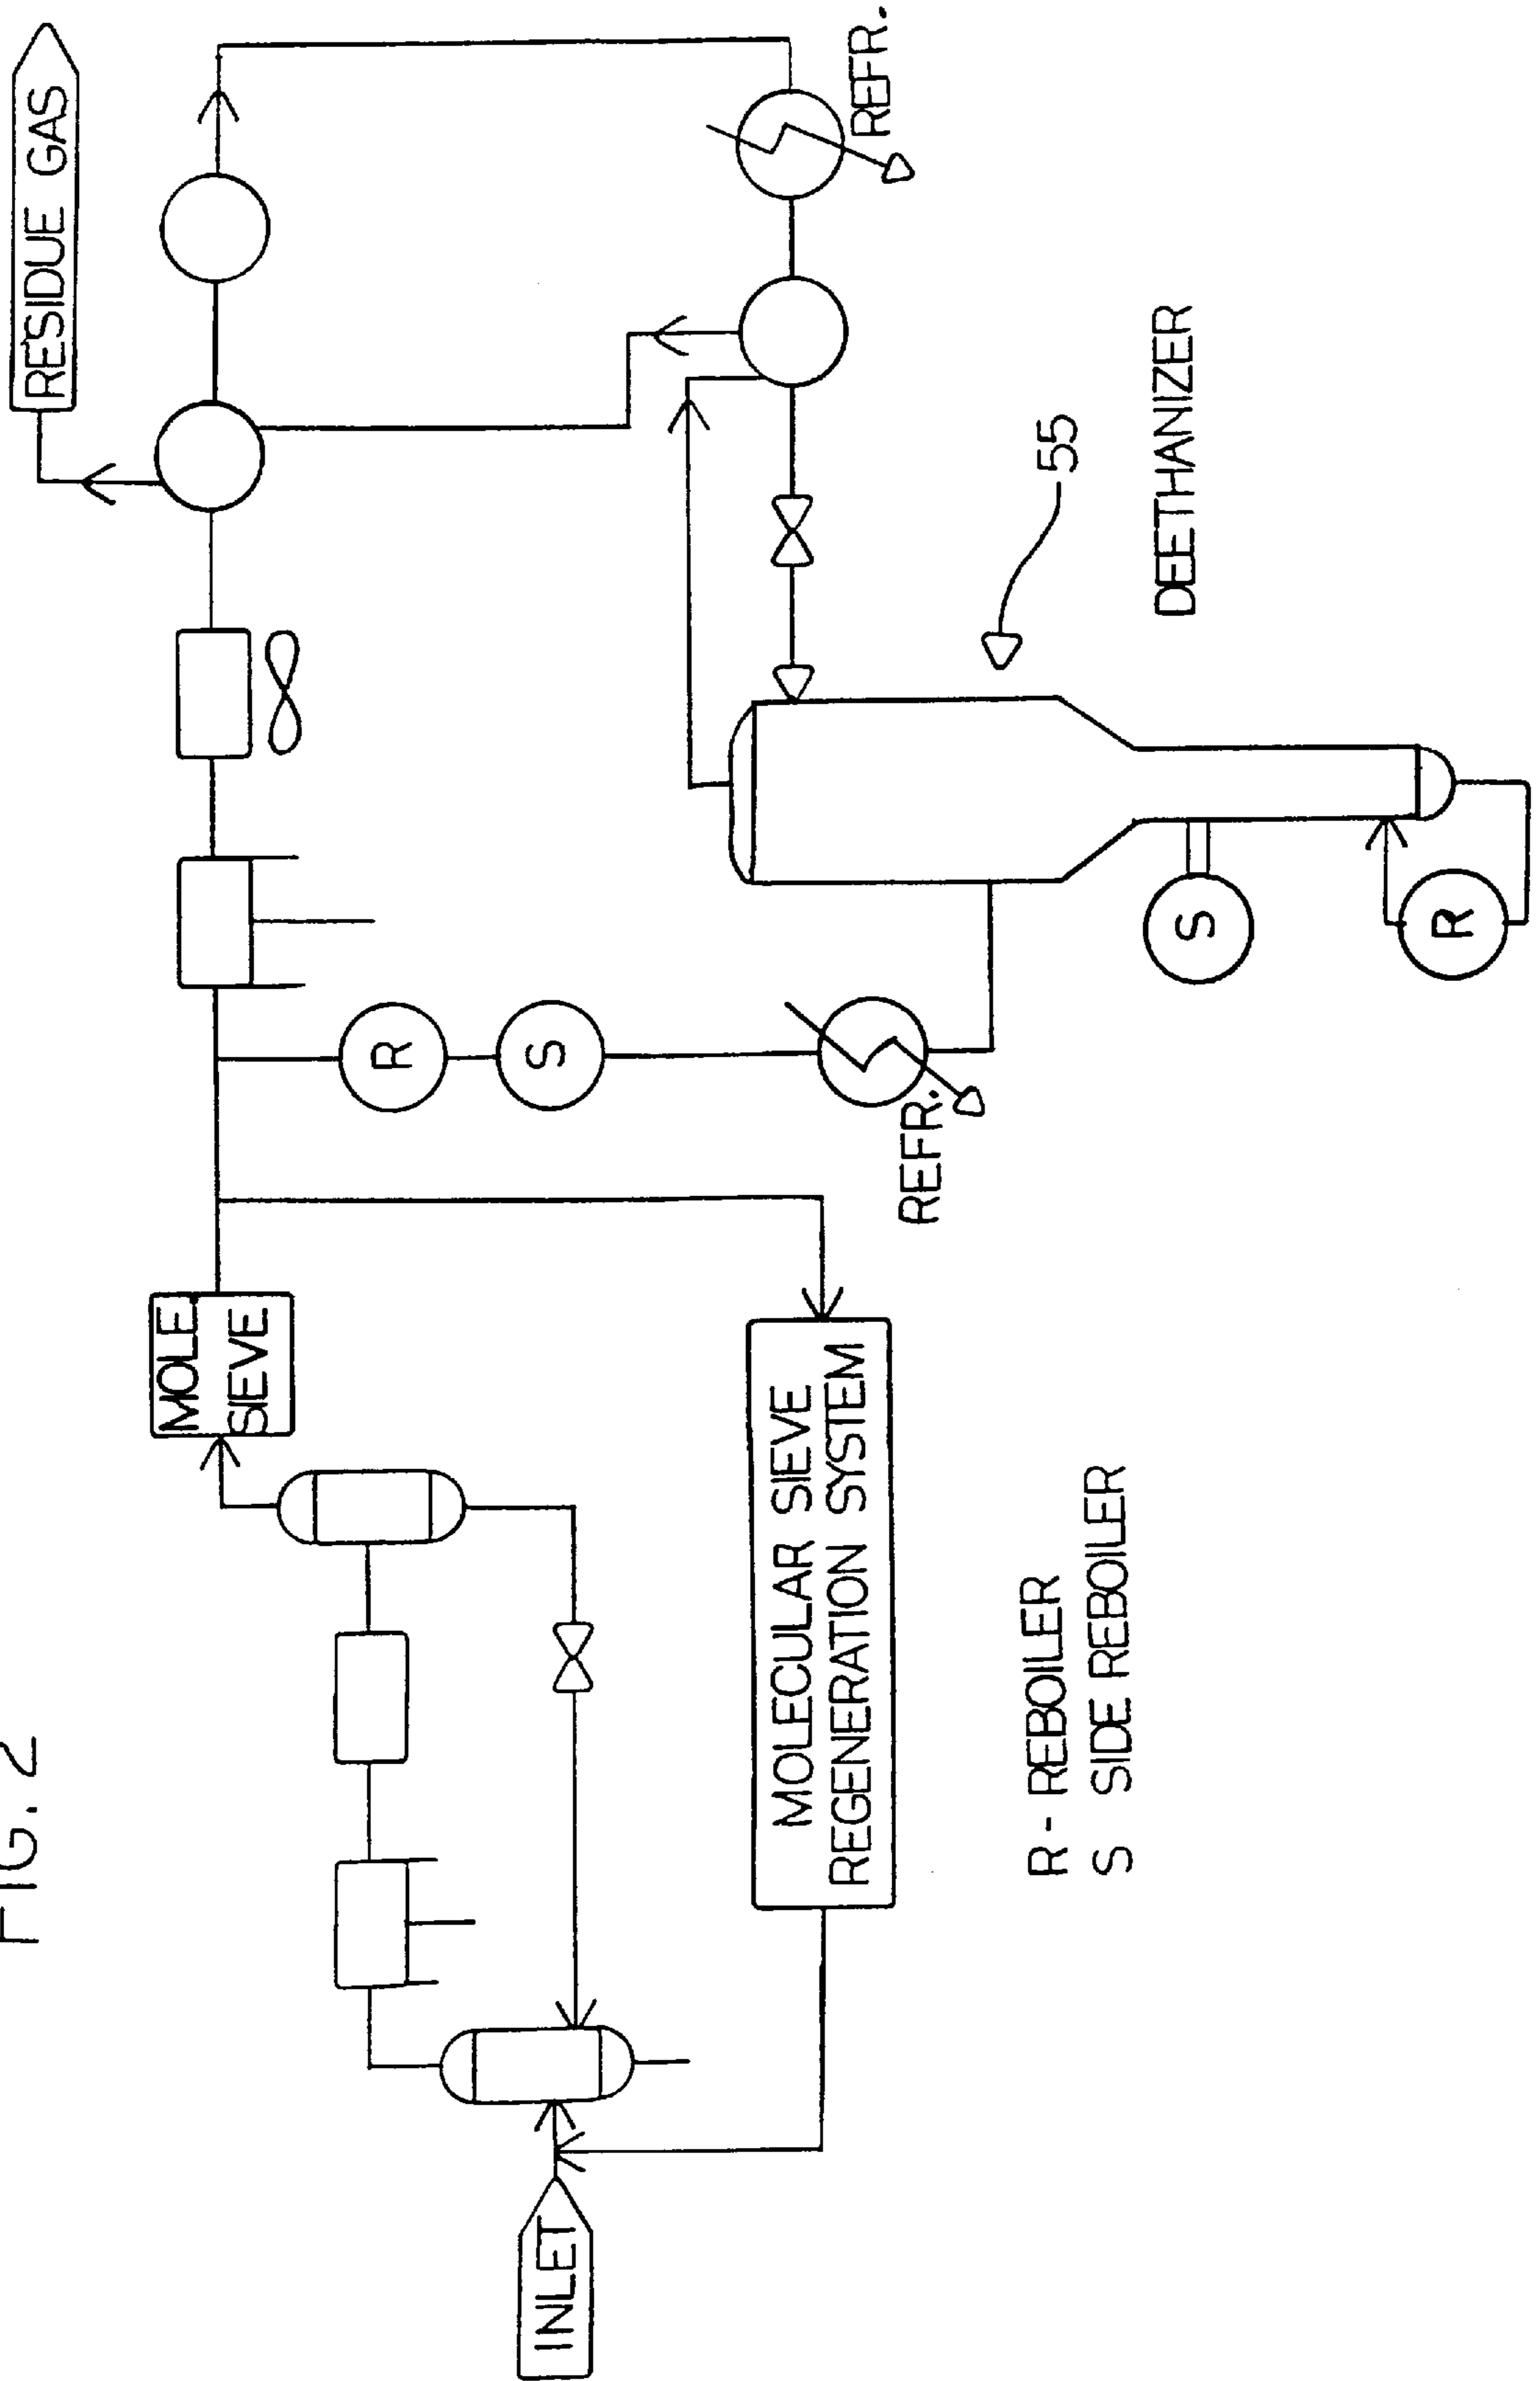 FIG. 2
INLET
MOLE
SIEVE
MOLECULAR SIEVE
REGENERATION SYSTEM
R
S
REFR.
RESIDUE GAS
REFR.
55
DEETHANIZER
S
R
R - REBOILER
S SIDE REBOILER